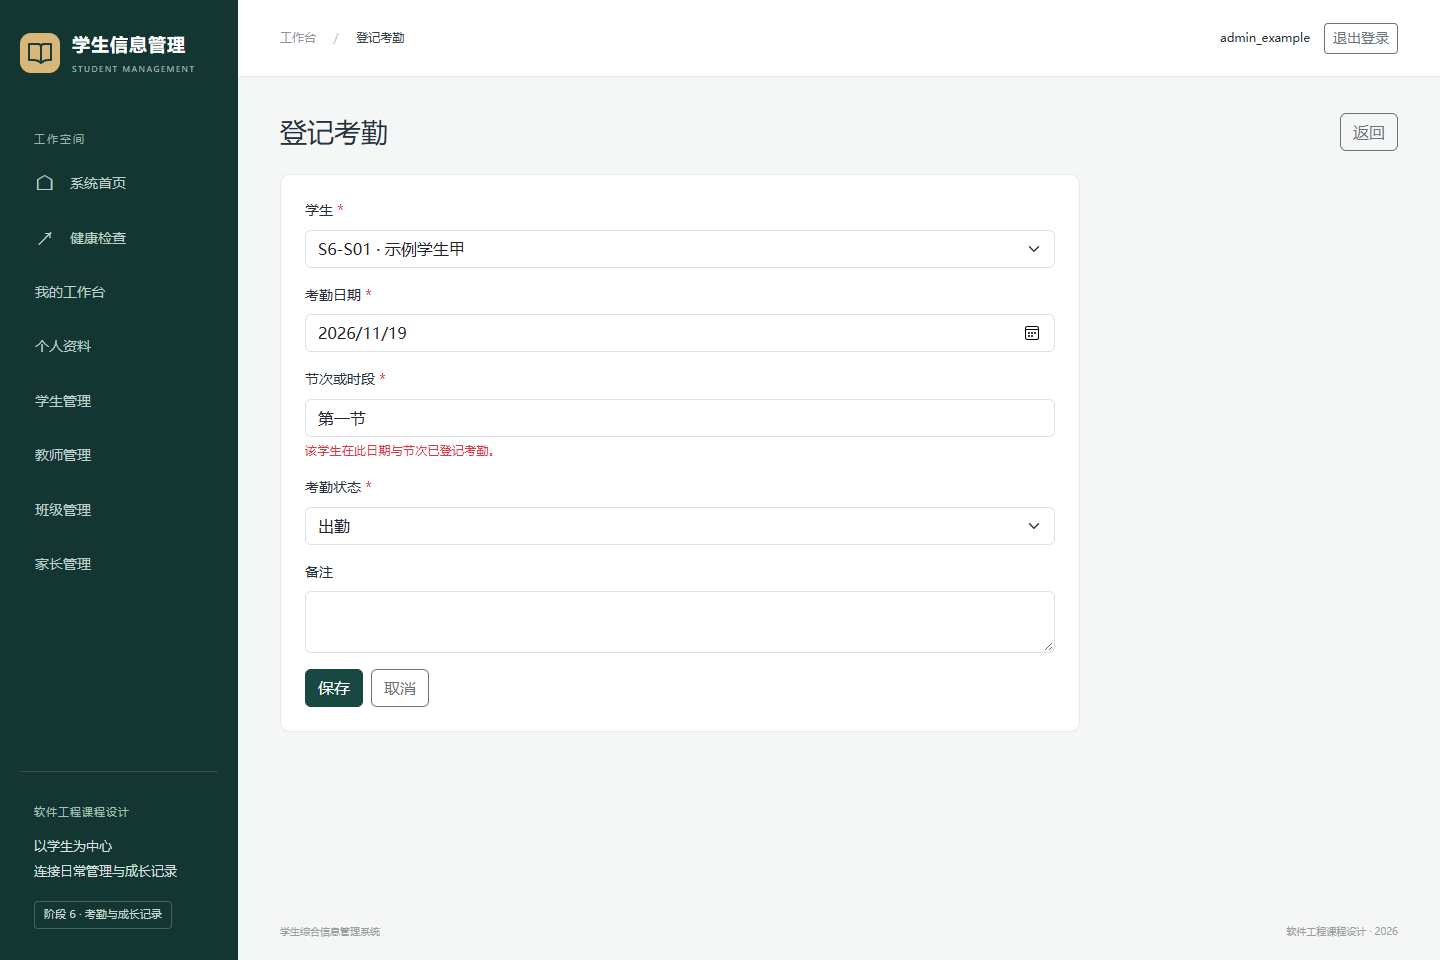 学生信息管理
STUDENT MANAGEMENT
工作空间
系统首页
健康检查
我的工作台
个人资料
学生管理
教师管理
班级管理
家长管理
软件工程课程设计
以学生为中心
连接日常管理与成长记录
阶段 6 · 考勤与成长记录
工作台 / 登记考勤
admin_example 退出登录
登记考勤
返回
学生 *
S6-S01 · 示例学生甲
考勤日期 *
2026/11/19
节次或时段 *
第一节
该学生在此日期与节次已登记考勤。
考勤状态 *
出勤
备注
保存 取消
学生综合信息管理系统
软件工程课程设计 · 2026